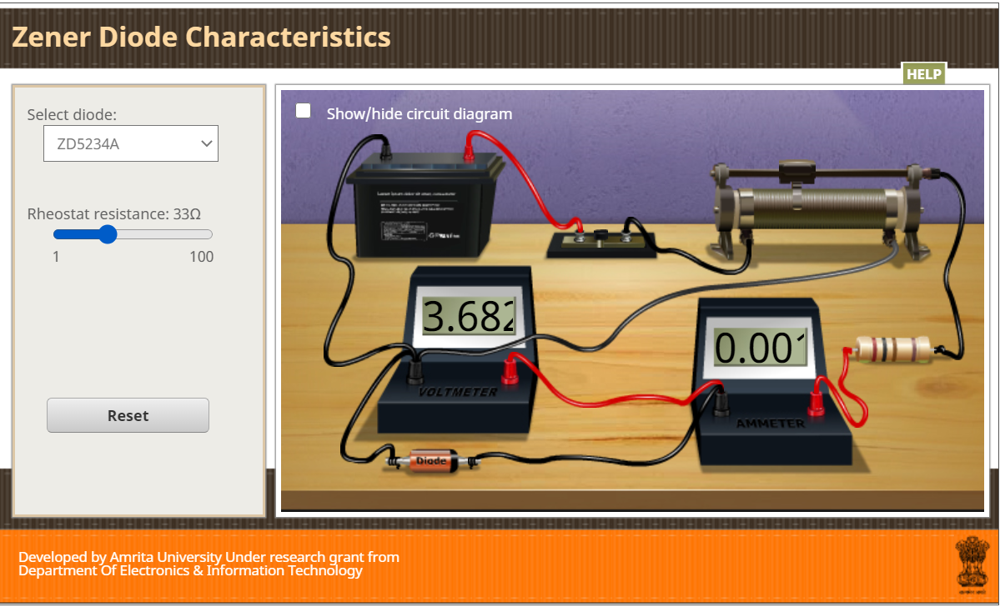 Zener Diode Characteristics
HELP
Select diode:
ZD5234A
Rheostat resistance: 33Ω
1
100
Reset
Show/hide circuit diagram
3.682
0.001
VOLTMETER
AMMETER
Diode
Developed by Amrita University Under research grant from
Department Of Electronics & Information Technology